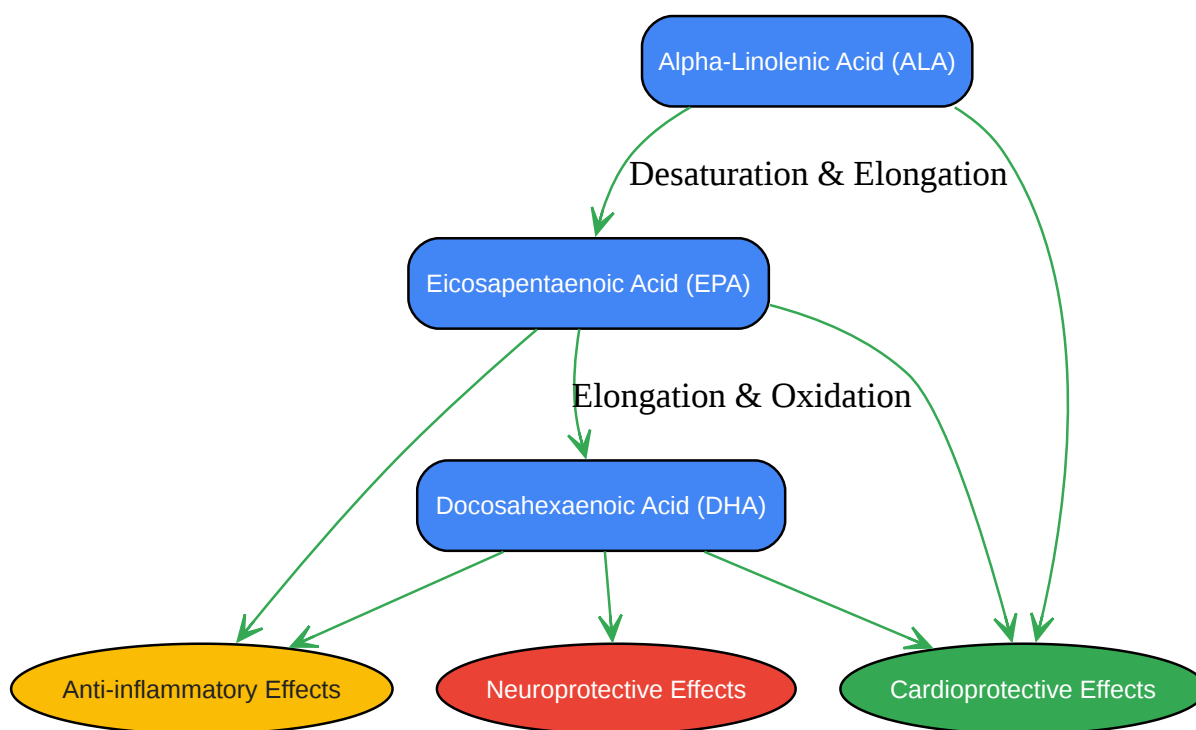 Alpha-Linolenic Acid (ALA)
Desaturation & Elongation
Eicosapentaenoic Acid (EPA)
Elongation & Oxidation
Docosahexaenoic Acid (DHA)
Anti-inflammatory Effects
Neuroprotective Effects
Cardioprotective Effects